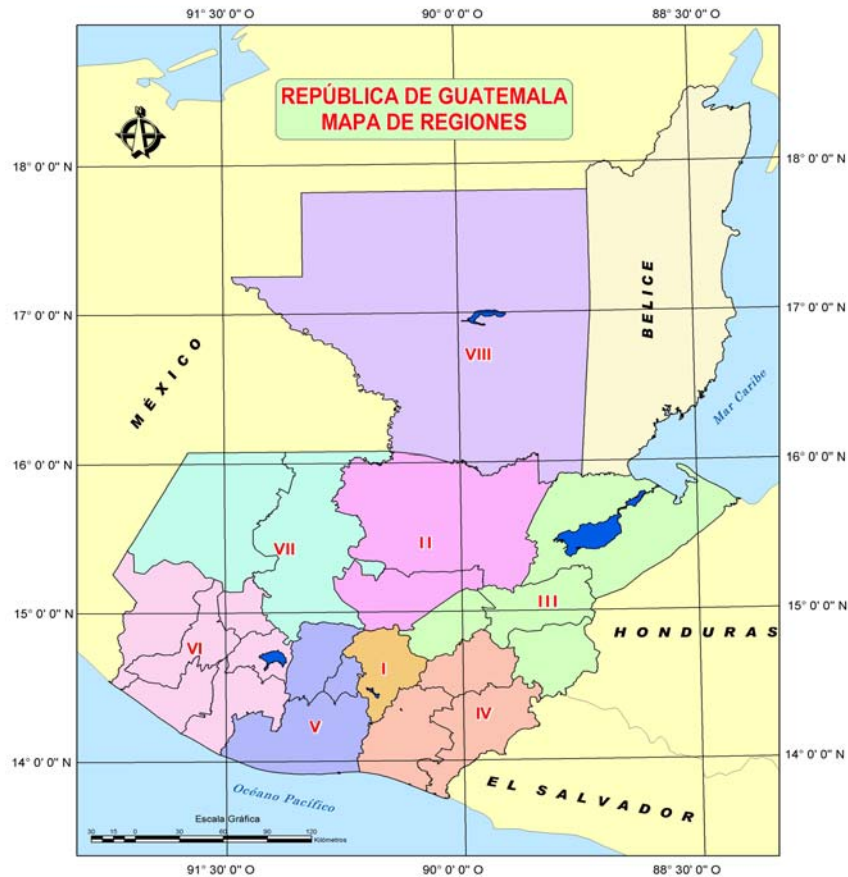 91° 30' 0" O
90° 0' 0" O
88° 30' 0" O
REPÚBLICA DE GUATEMALA
MAPA DE REGIONES
18° 0' 0" N
18° 0' 0" N
BELICE
17° 0' 0" N
17° 0' 0" N
MÉXICO
VIII
Mar Caribe
16° 0' 0" N
16° 0' 0" N
VII
II
III
15° 0' 0" N
15° 0' 0" N
HONDURAS
VI
I
IV
V
14° 0' 0" N
14° 0' 0" N
EL SALVADOR
Océano Pacífico
Escala Gráfica
30 15 0 30 60 90 120
Kilómetros
91° 30' 0" O
90° 0' 0" O
88° 30' 0" O